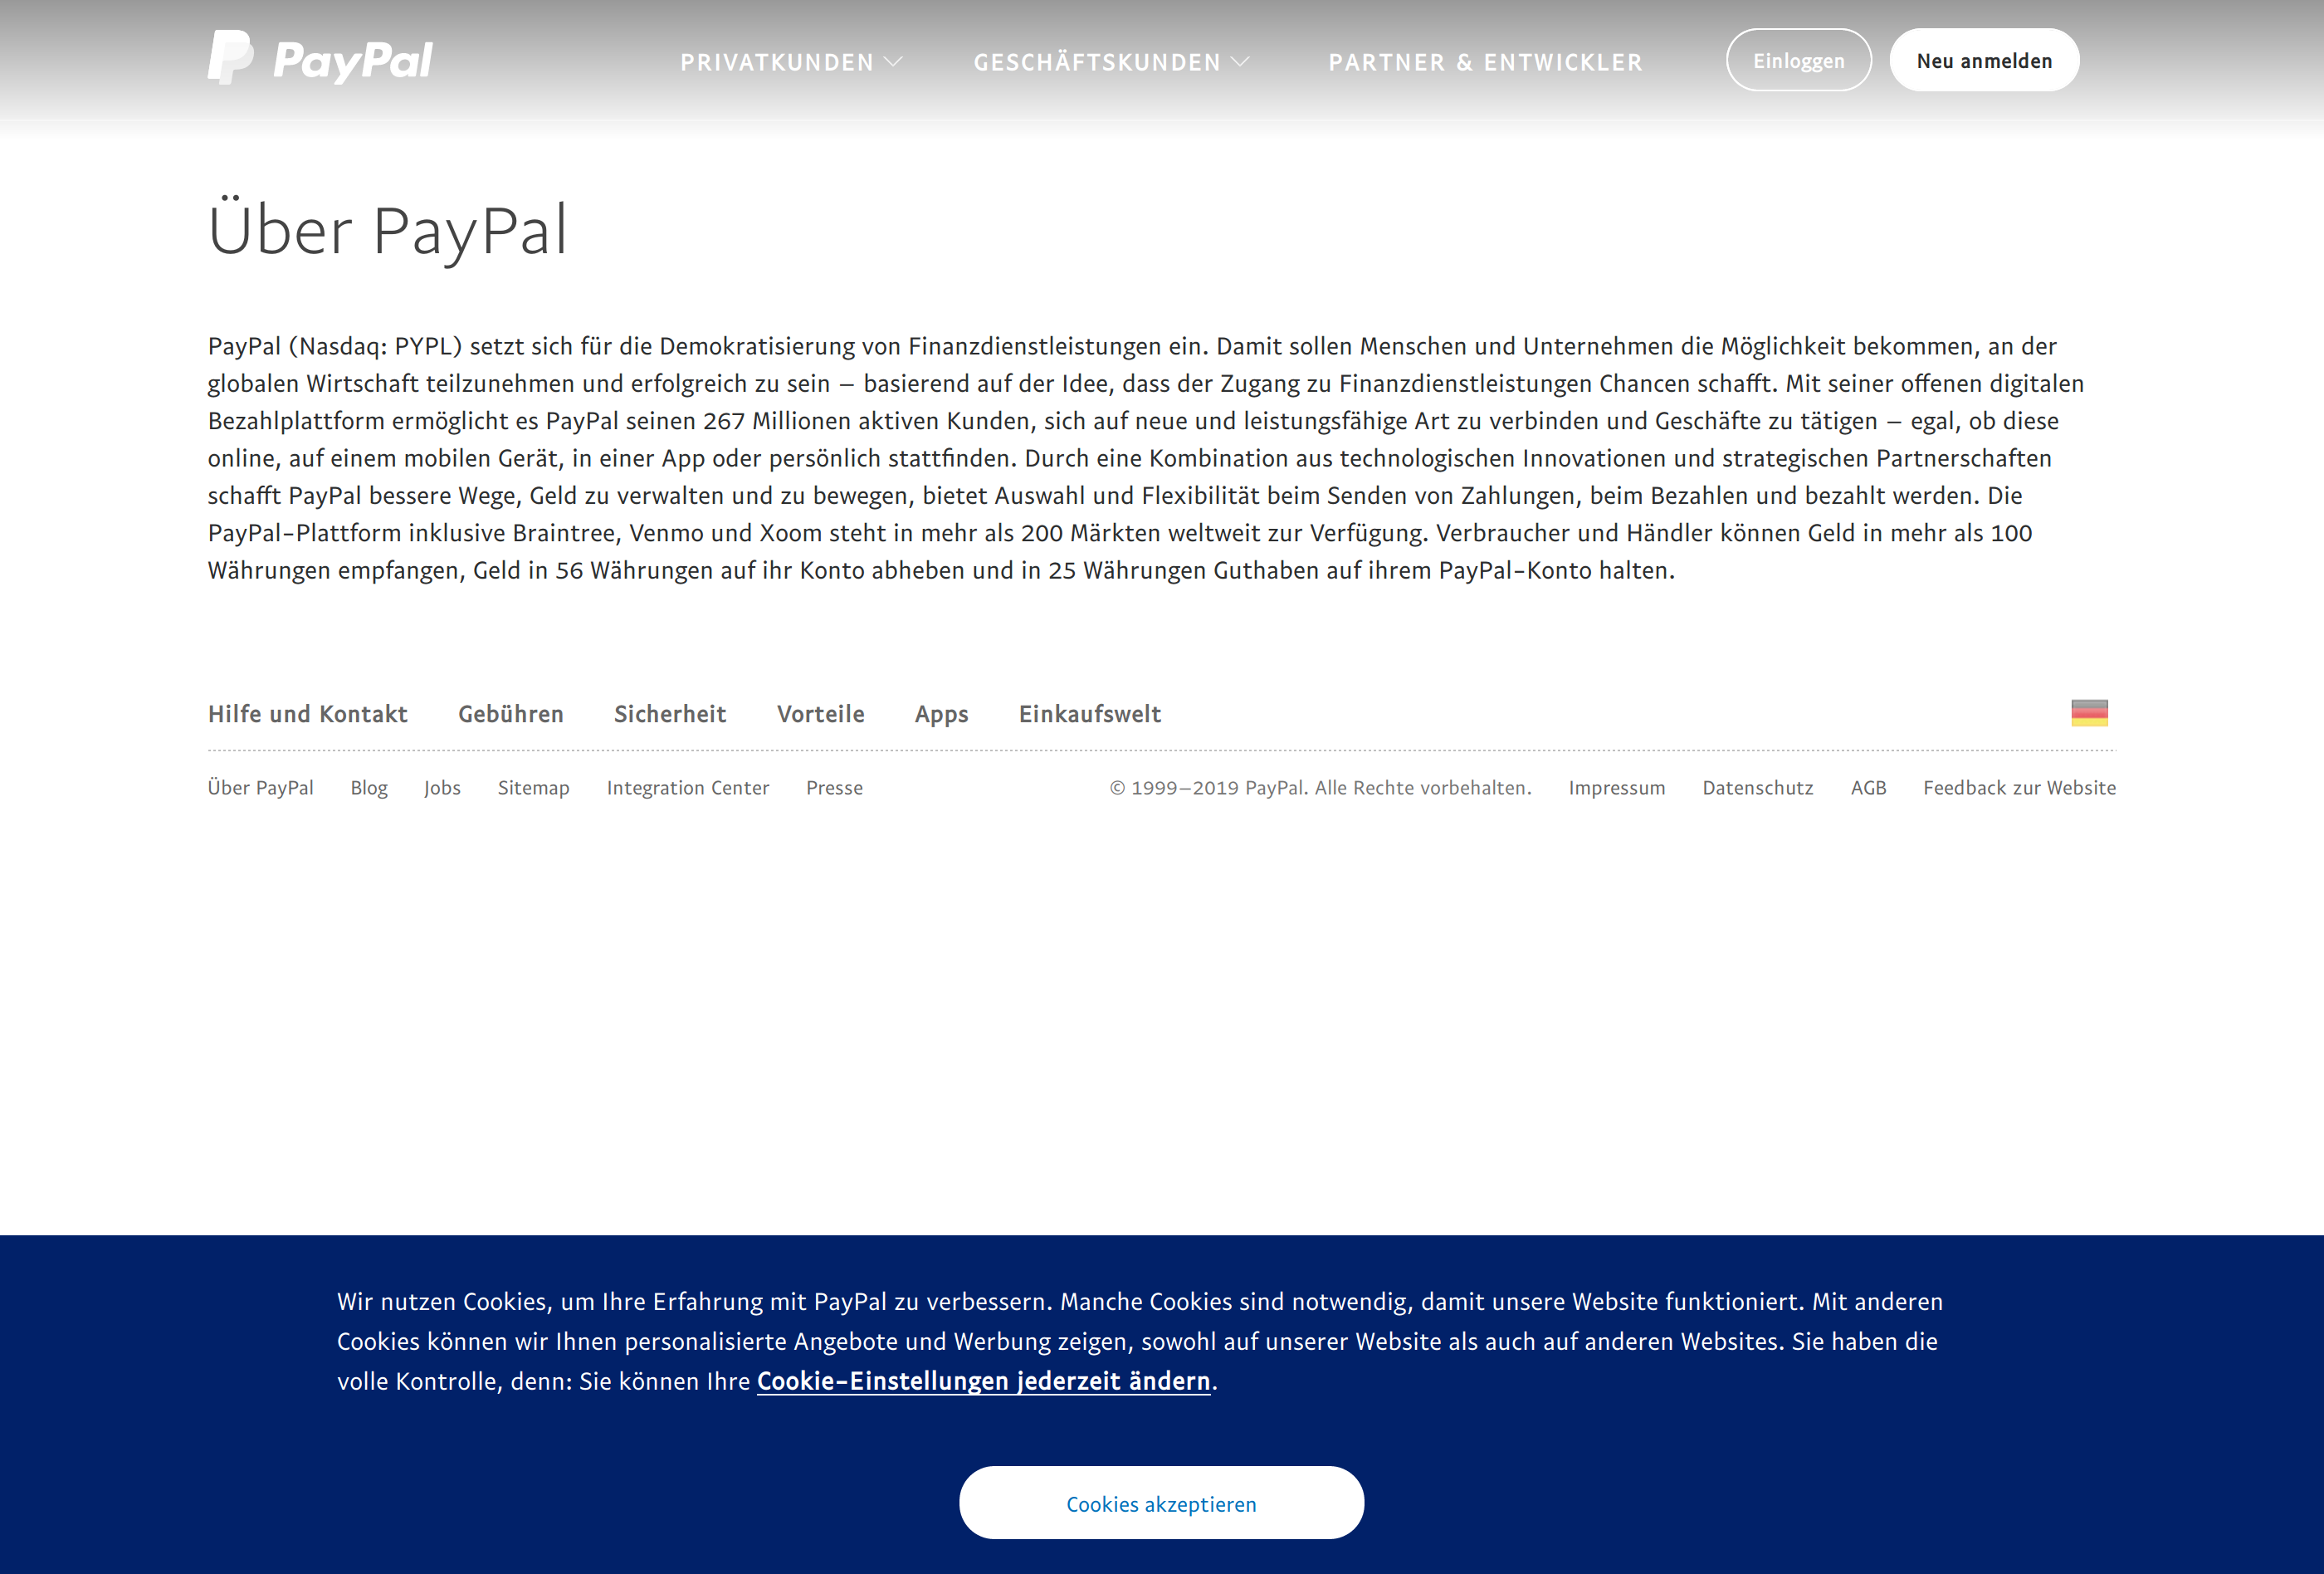 PayPal
PRIVATKUNDEN
GESCHÄFTSKUNDEN
PARTNER & ENTWICKLER
Einloggen
Neu anmelden
Über PayPal
PayPal (Nasdaq: PYPL) setzt sich für die Demokratisierung von Finanzdienstleistungen ein. Damit sollen Menschen und Unternehmen die Möglichkeit bekommen, an der
globalen Wirtschaft teilzunehmen und erfolgreich zu sein – basierend auf der Idee, dass der Zugang zu Finanzdienstleistungen Chancen schafft. Mit seiner offenen digitalen
Bezahlplattform ermöglicht es PayPal seinen 267 Millionen aktiven Kunden, sich auf neue und leistungsfähige Art zu verbinden und Geschäfte zu tätigen – egal, ob diese
online, auf einem mobilen Gerät, in einer App oder persönlich stattfinden. Durch eine Kombination aus technologischen Innovationen und strategischen Partnerschaften
schafft PayPal bessere Wege, Geld zu verwalten und zu bewegen, bietet Auswahl und Flexibilität beim Senden von Zahlungen, beim Bezahlen und bezahlt werden. Die
PayPal-Plattform inklusive Braintree, Venmo und Xoom steht in mehr als 200 Märkten weltweit zur Verfügung. Verbraucher und Händler können Geld in mehr als 100
Währungen empfangen, Geld in 56 Währungen auf ihr Konto abheben und in 25 Währungen Guthaben auf ihrem PayPal-Konto halten.
Hilfe und Kontakt Gebühren Sicherheit Vorteile Apps Einkaufswelt
Über PayPal Blog Jobs Sitemap Integration Center Presse © 1999–2019 PayPal. Alle Rechte vorbehalten. Impressum Datenschutz AGB Feedback zur Website
Wir nutzen Cookies, um Ihre Erfahrung mit PayPal zu verbessern. Manche Cookies sind notwendig, damit unsere Website funktioniert. Mit anderen
Cookies können wir Ihnen personalisierte Angebote und Werbung zeigen, sowohl auf unserer Website als auch auf anderen Websites. Sie haben die
volle Kontrolle, denn: Sie können Ihre Cookie-Einstellungen jederzeit ändern.
Cookies akzeptieren